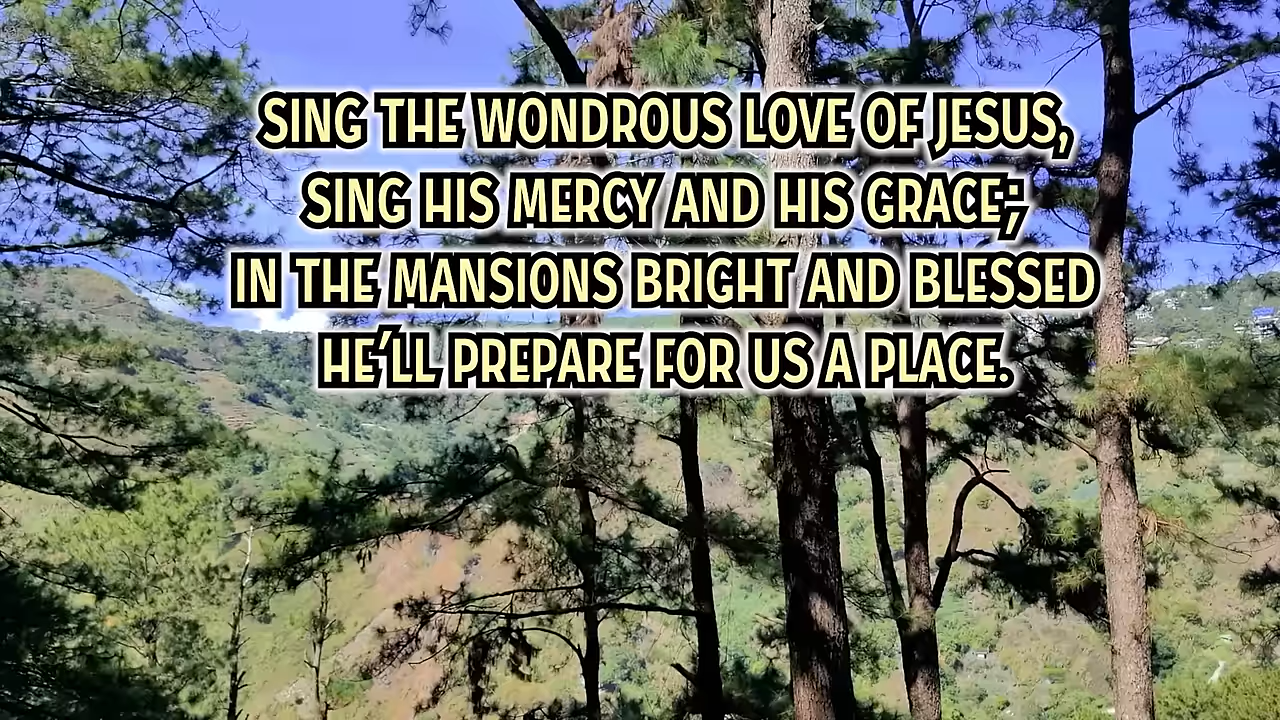 SING THE WONDROUS LOVE OF JESUS,
SING HIS MERCY AND HIS GRACE;
IN THE MANSIONS BRIGHT AND BLESSED
HE'LL PREPARE FOR US A PLACE.